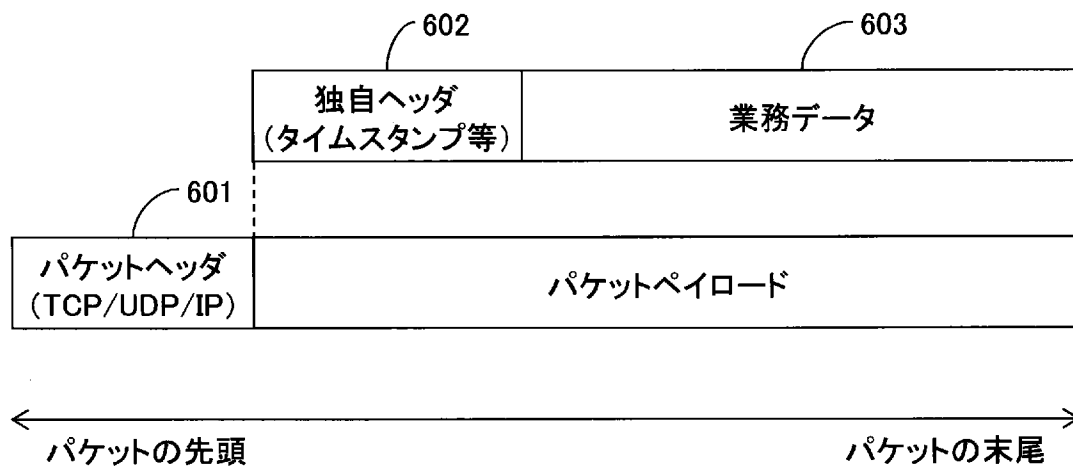 602
603
独自ヘッダ
(タイムスタンプ等)
業務データ
601
パケットヘッダ
(TCP/UDP/IP)
パケットペイロード
パケットの先頭
パケットの末尾